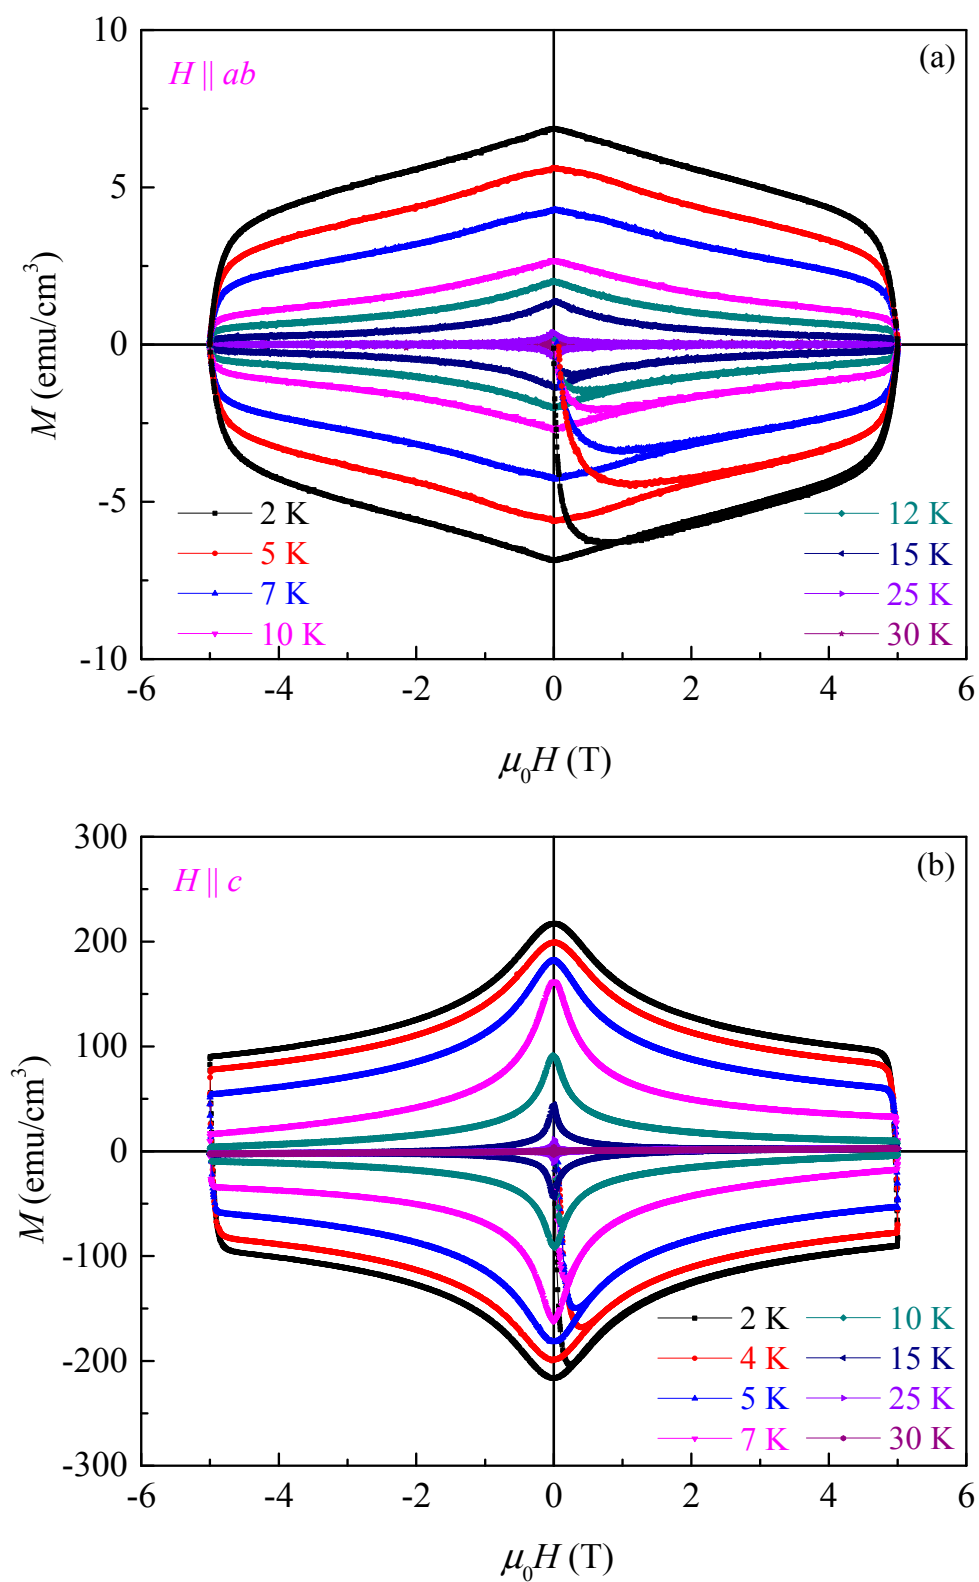 (a)
H || ab
10
5
0
-5
-10
M (emu/cm³)
2 K
5 K
7 K
10 K
12 K
15 K
25 K
30 K
-6 -4 -2 0 2 4 6
μ₀H (T)
(b)
H || c
300
200
100
0
-100
-200
-300
M (emu/cm³)
2 K
4 K
5 K
7 K
10 K
15 K
25 K
30 K
-6 -4 -2 0 2 4 6
μ₀H (T)